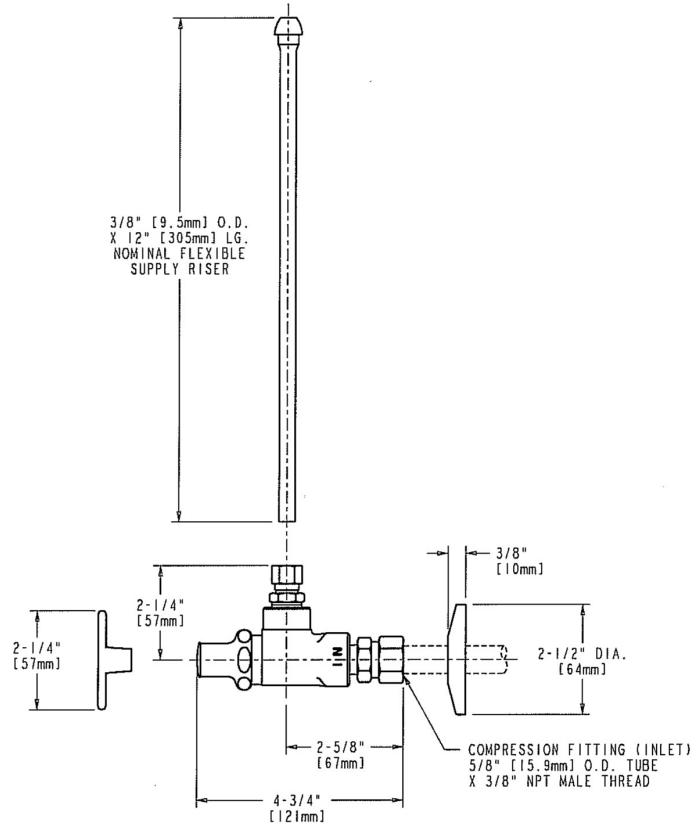 3/8" [9.5mm] O.D.
X 12" [305mm] LG.
NOMINAL FLEXIBLE
SUPPLY RISER
3/8"
[10mm]
2-1/4"
[57mm]
2-1/4"
[57mm]
IN
2-1/2" DIA.
[64mm]
2-5/8"
[67mm]
COMPRESSION FITTING (INLET)
5/8" [15.9mm] O.D. TUBE
X 3/8" NPT MALE THREAD
4-3/4"
[121mm]